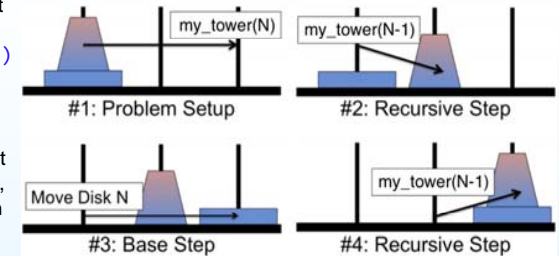 t
)
t
,
my_tower(N)
#1: Problem Setup
my_tower(N-1)
#2: Recursive Step
Move Disk N
#3: Base Step
my_tower(N-1)
#4: Recursive Step